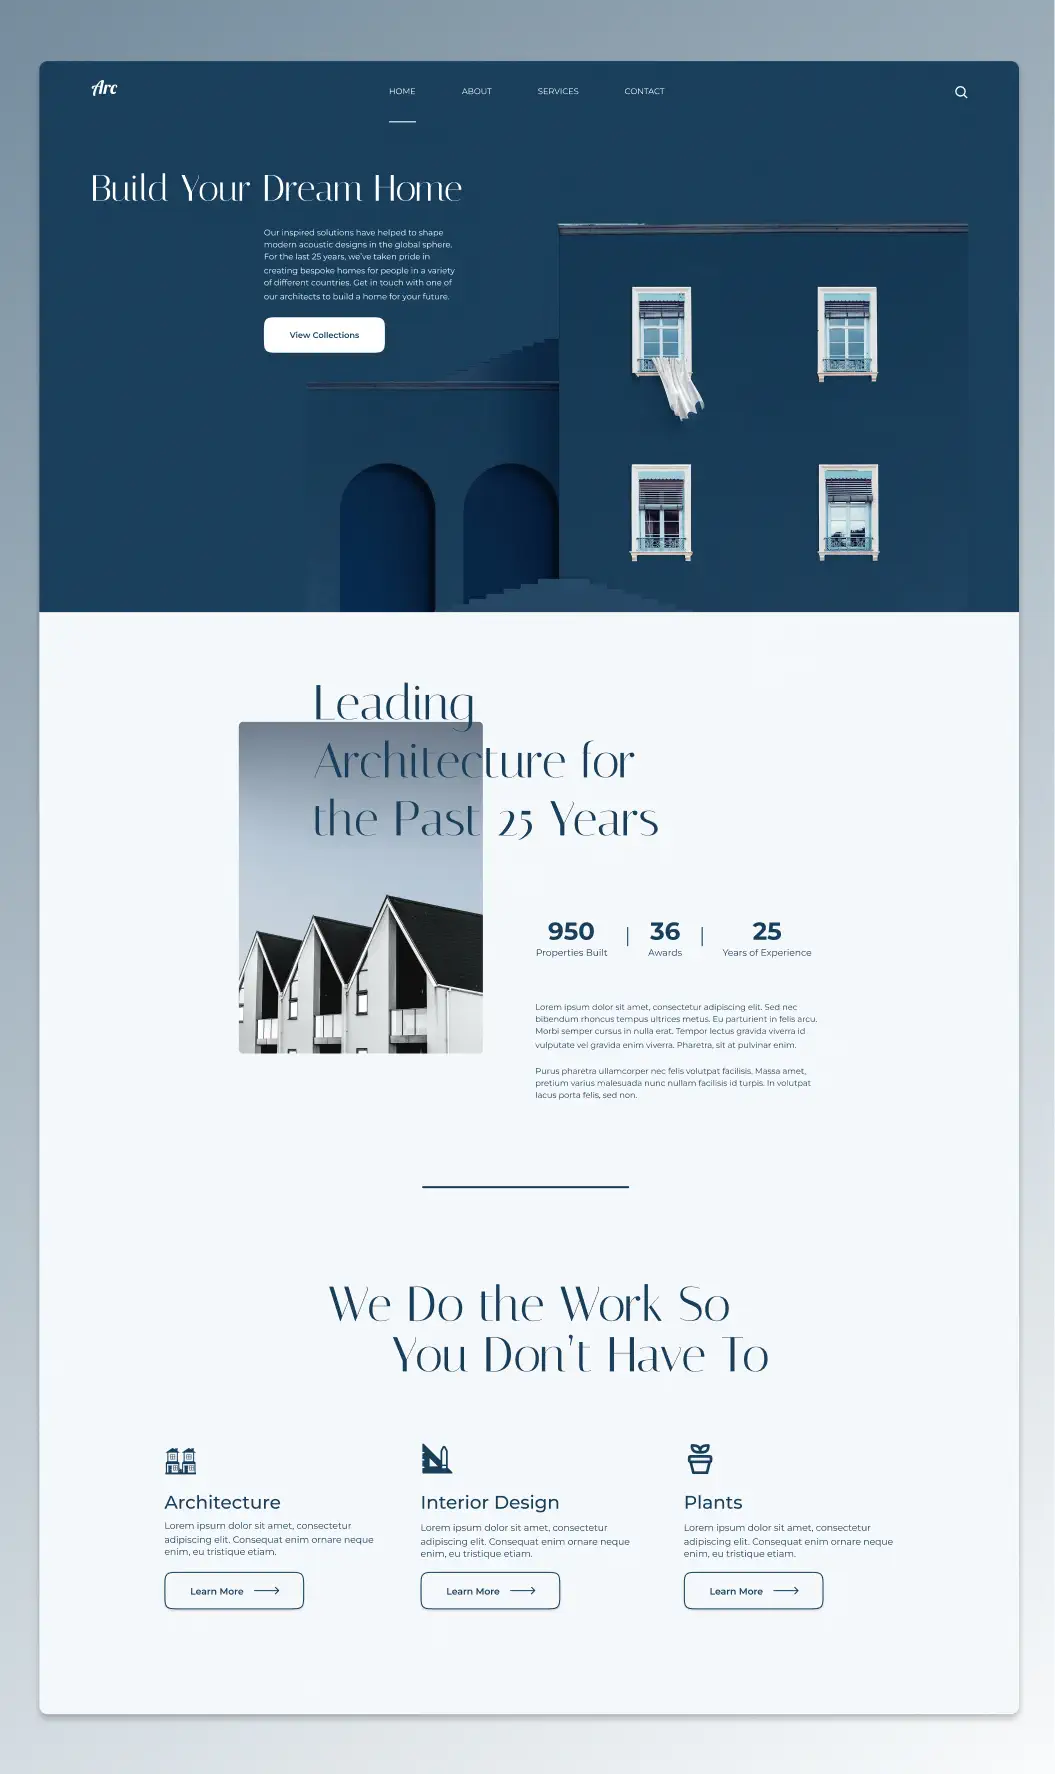 Arc
HOME
ABOUT
SERVICES
CONTACT
Build Your Dream Home
Our inspired solutions have helped to shape
modern acoustic designs in the global sphere.
For the last 25 years, we've taken pride in
creating bespoke homes for people in a variety
of different countries. Get in touch with one of
our architects to build a home for your future.
View Collections
Leading
Architecture for
the Past 25 Years
950
Properties Built
36
Awards
25
Years of Experience
Lorem ipsum dolor sit amet, consectetur adipiscing elit. Sed nec
bibendum rhoncus tempus ultrices metus. Eu parturient in felis arcu.
Morbi semper cursus in nulla erat. Tempor lectus gravida viverra id
vulputate vel gravida enim viverra. Pharetra, sit at pulvinar enim.
Purus pharetra ullamcorper nec felis volutpat facilisis. Massa amet,
pretium varius malesuada nunc nullam facilisis id turpis. In volutpat
lacus porta felis, sed non.
We Do the Work So
You Don't Have To
Architecture
Lorem ipsum dolor sit amet, consectetur
adipiscing elit. Consequat enim ornare neque
enim, eu tristique etiam.
Learn More
Interior Design
Lorem ipsum dolor sit amet, consectetur
adipiscing elit. Consequat enim ornare neque
enim, eu tristique etiam.
Learn More
Plants
Lorem ipsum dolor sit amet, consectetur
adipiscing elit. Consequat enim ornare neque
enim, eu tristique etiam.
Learn More